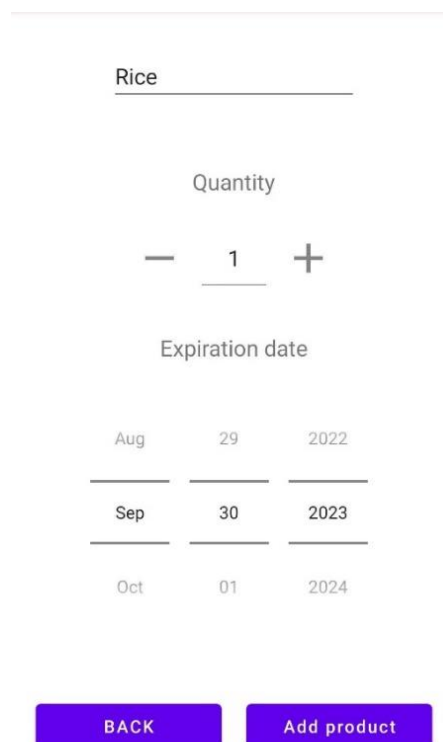 Rice
Quantity
1
Expiration date
Aug 29 2022
Sep 30 2023
Oct 01 2024
BACK Add product